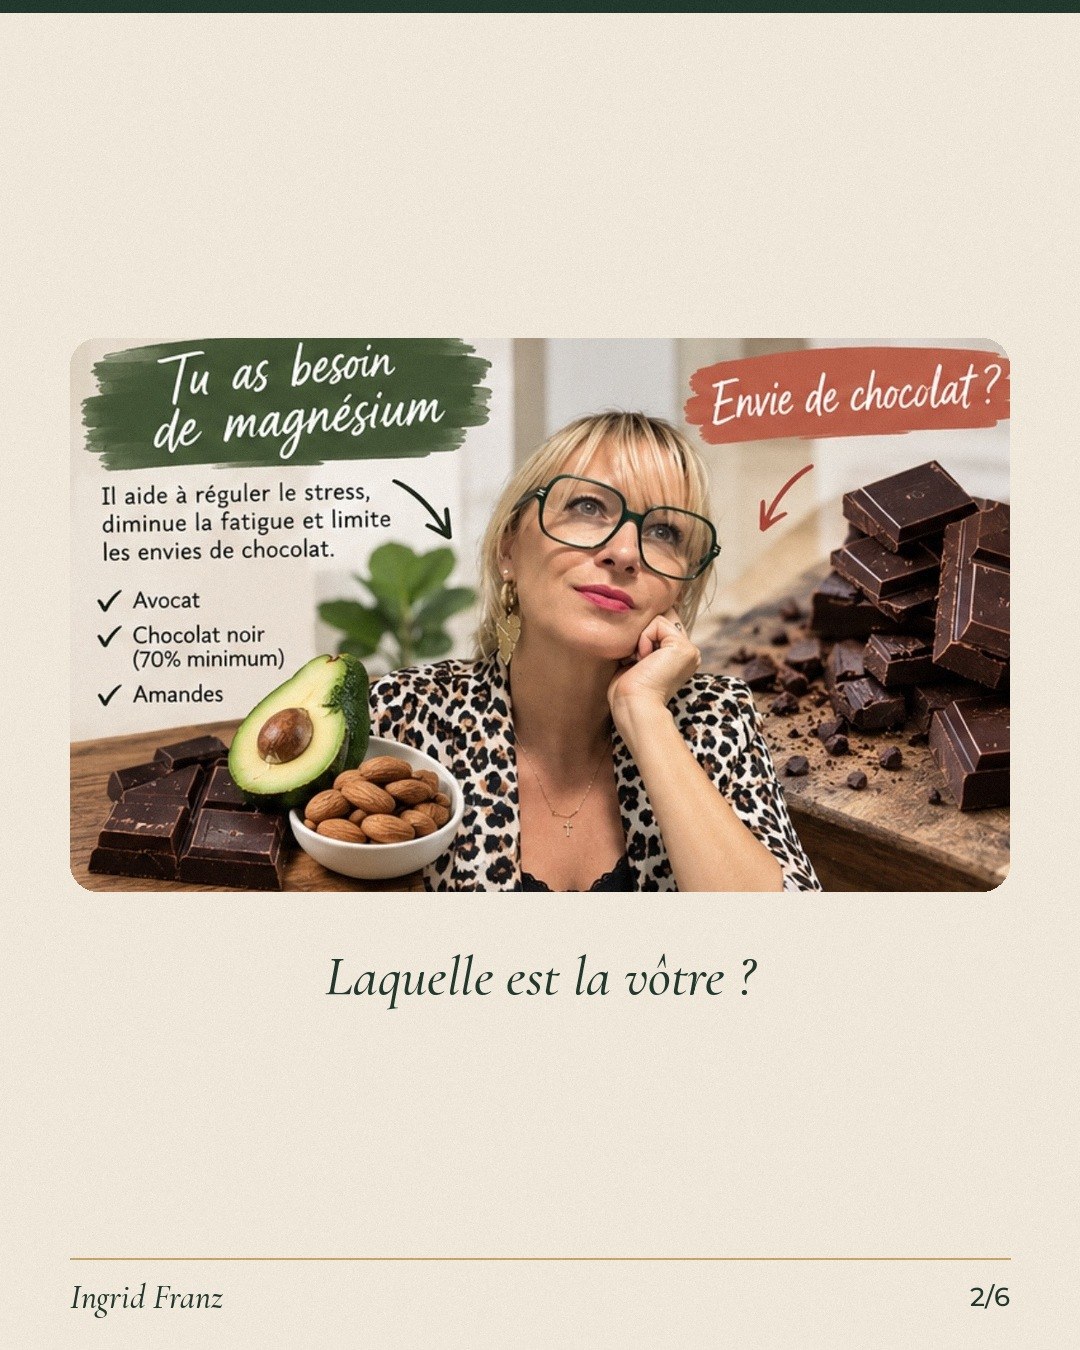 Tu as besoin
de magnésium
Il aide à réguler le stress,
diminue la fatigue et limite
les envies de chocolat.
✓ Avocat
✓ Chocolat noir
(70% minimum)
✓ Amandes
Envie de chocolat ?
Laquelle est la vôtre ?
Ingrid Franz
2/6